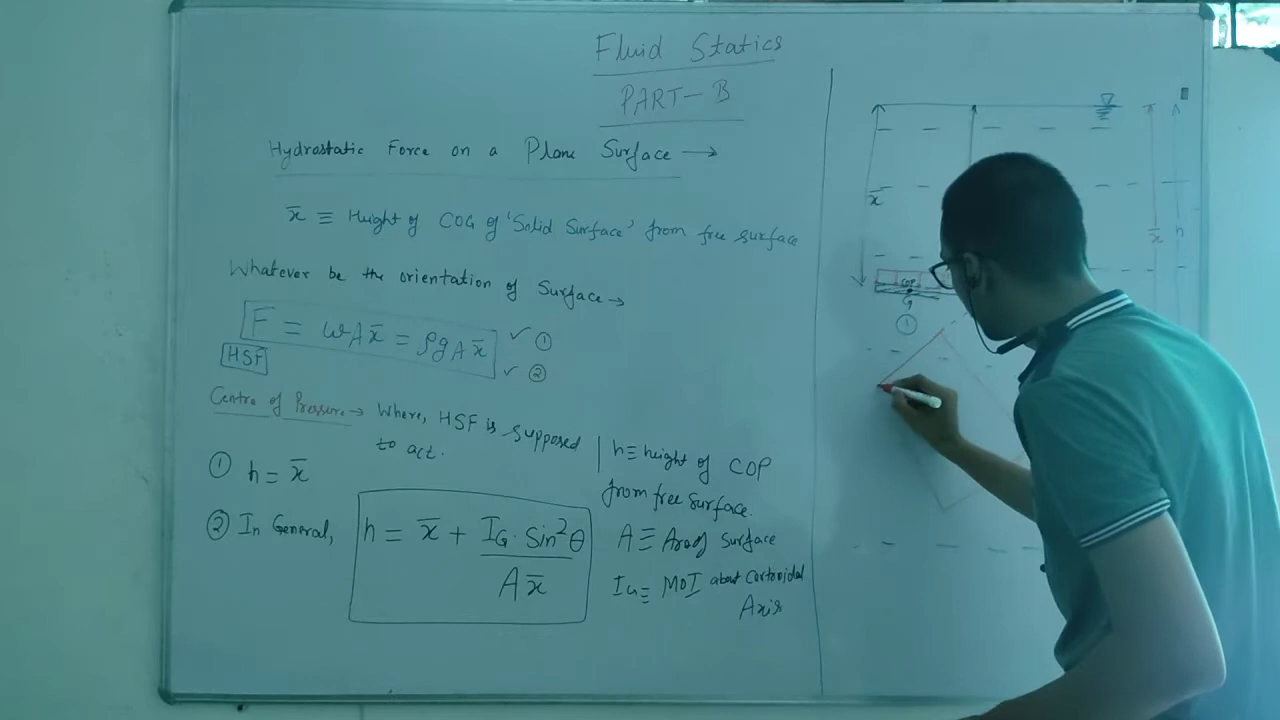 Fluid Statics
PART-B
Hydrostatic Force on a Plane Surface →
x̄ ≡ Height of COG of 'Solid Surface' from free surface
Whatever be the orientation of Surface →
F = ωAx̄ = ρgAx̄ ✓ ①
HSF ✓ ②
Centre of Pressure → Where, HSF is supposed
to act.
① h = x̄
② In General, h = x̄ + IG. Sin²θ / Ax̄
h ≡ height of COP
from free surface.
A ≡ Area of Surface
IG ≡ MOI about Centroidal
Axis
x̄
COP
①
x̄ h